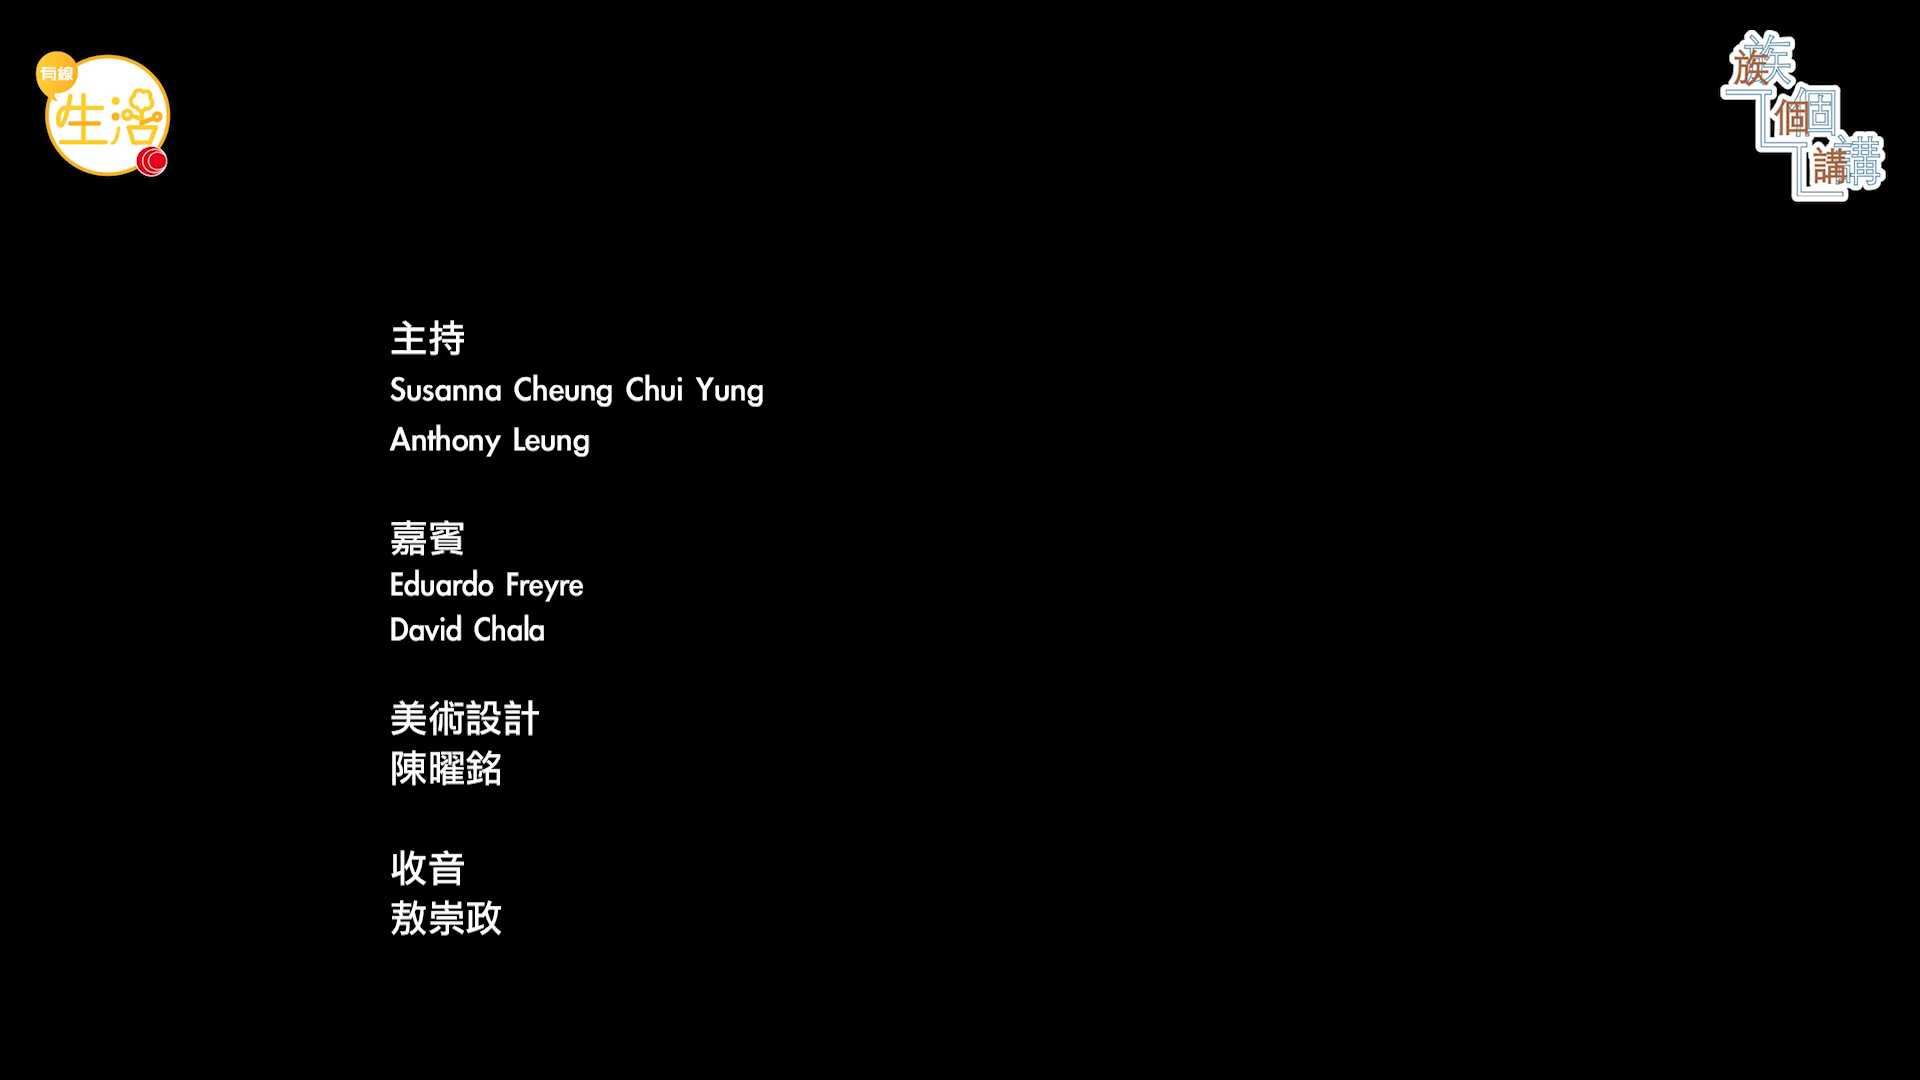 有線
生活
族
個
講
主持
Susanna Cheung Chui Yung
Anthony Leung
嘉賓
Eduardo Freyre
David Chala
美術設計
陳曜銘
收音
敖崇政